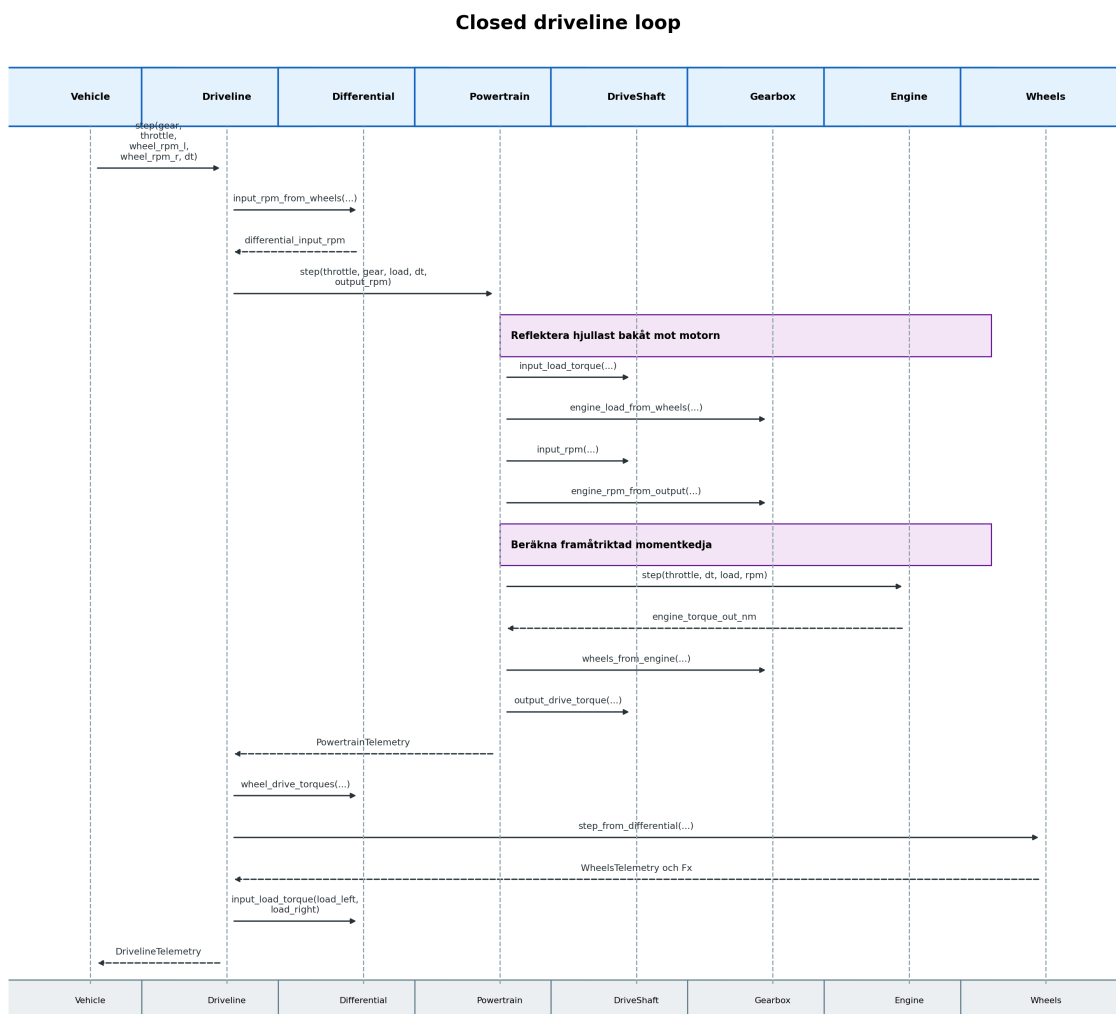 Closed driveline loop
Vehicle
Driveline
Differential
Powertrain
DriveShaft
Gearbox
Engine
Wheels
step(gear,
throttle,
wheel_rpm_l,
wheel_rpm_r, dt)
input_rpm_from_wheels(...)
differential_input_rpm
step(throttle, gear, load, dt,
output_rpm)
Reflektera hjullast bakåt mot motorn
input_load_torque(...)
engine_load_from_wheels(...)
input_rpm(...)
engine_rpm_from_output(...)
Beräkna framåtriktad momentkedja
step(throttle, dt, load, rpm)
engine_torque_out_nm
wheels_from_engine(...)
output_drive_torque(...)
PowertrainTelemetry
wheel_drive_torques(...)
step_from_differential(...)
WheelsTelemetry och Fx
input_load_torque(load_left,
load_right)
DrivelineTelemetry
Vehicle
Driveline
Differential
Powertrain
DriveShaft
Gearbox
Engine
Wheels